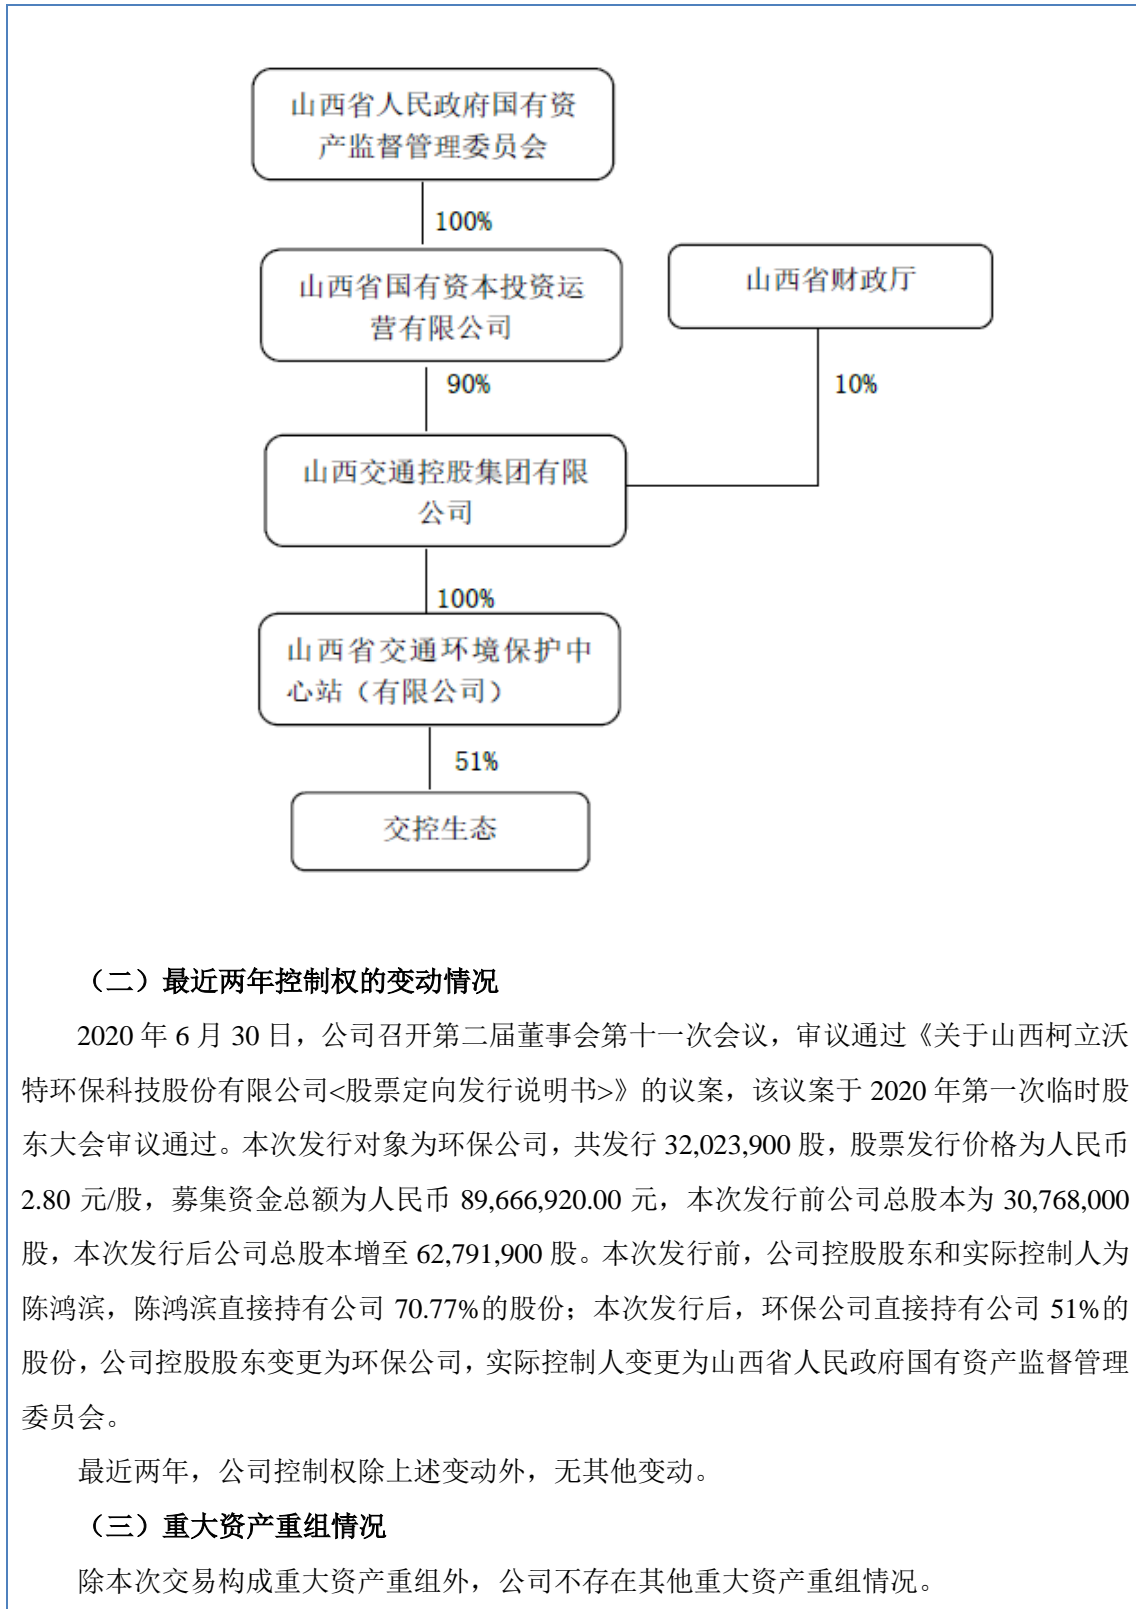 山西省人民政府国有资
产监督管理委员会
100%
山西省国有资本投资运
营有限公司
山西省财政厅
90%
10%
山西交通控股集团有限
公司
100%
山西省交通环境保护中
心站（有限公司）
51%
交控生态
（二）最近两年控制权的变动情况
2020 年 6 月 30 日，公司召开第二届董事会第十一次会议，审议通过《关于山西柯立沃
特环保科技股份有限公司<股票定向发行说明书>》的议案，该议案于 2020 年第一次临时股
东大会审议通过。本次发行对象为环保公司，共发行 32,023,900 股，股票发行价格为人民币
2.80 元/股，募集资金总额为人民币 89,666,920.00 元，本次发行前公司总股本为 30,768,000
股，本次发行后公司总股本增至 62,791,900 股。本次发行前，公司控股股东和实际控制人为
陈鸿滨，陈鸿滨直接持有公司 70.77%的股份；本次发行后，环保公司直接持有公司 51%的
股份，公司控股股东变更为环保公司，实际控制人变更为山西省人民政府国有资产监督管理
委员会。
最近两年，公司控制权除上述变动外，无其他变动。
（三）重大资产重组情况
除本次交易构成重大资产重组外，公司不存在其他重大资产重组情况。